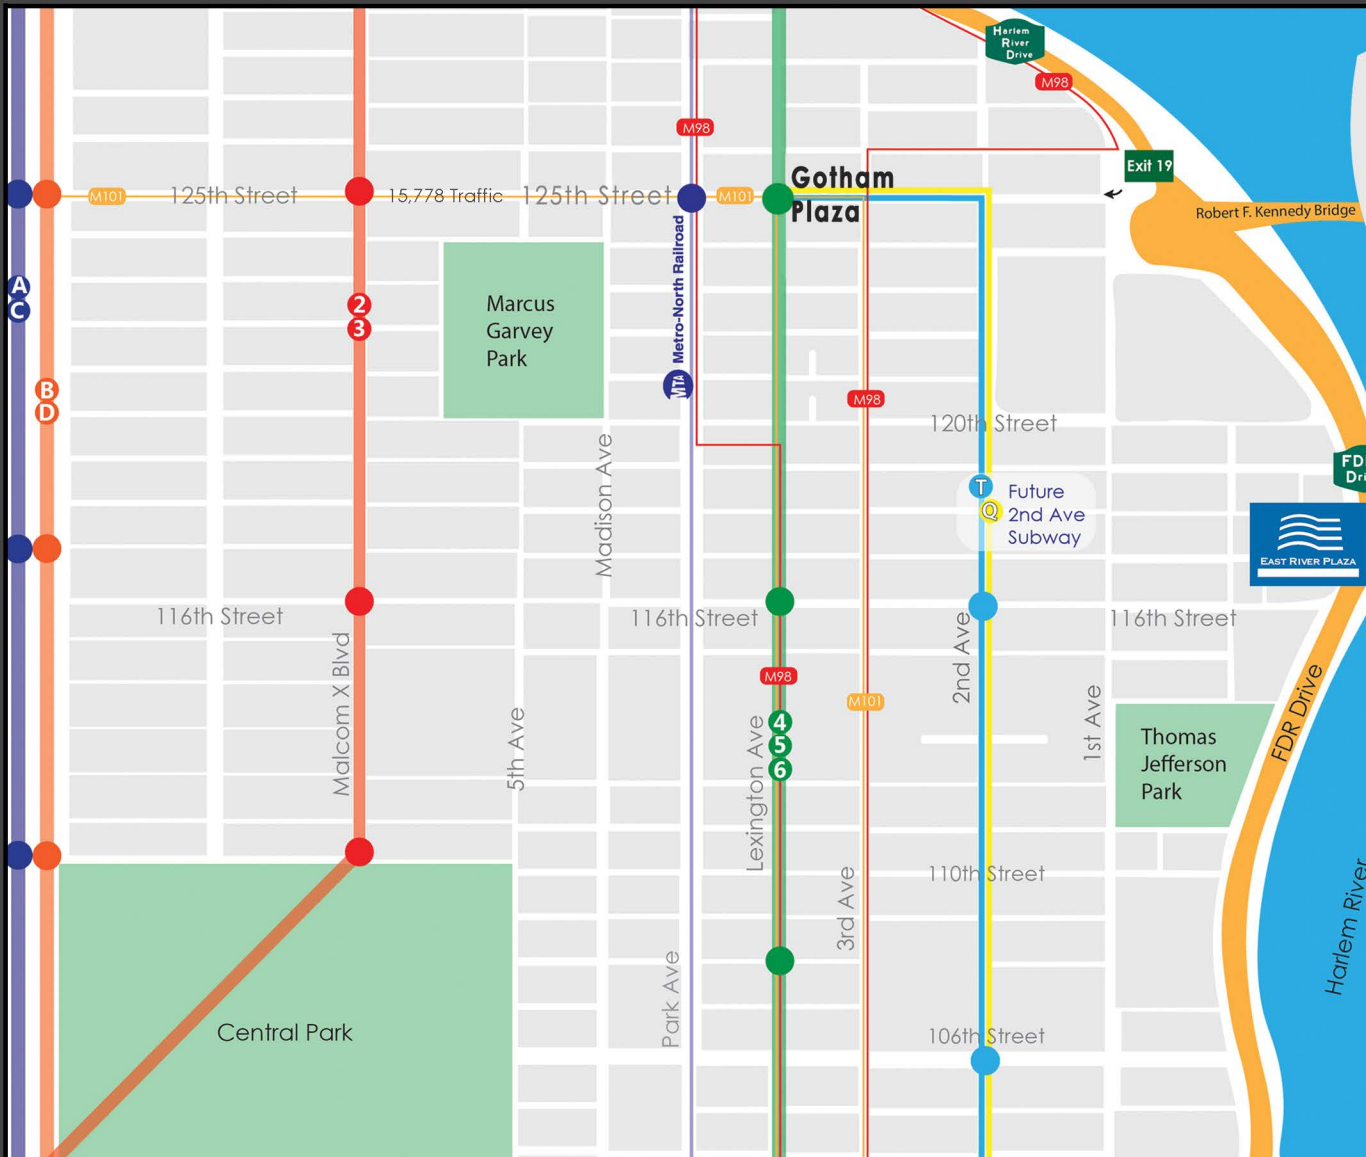 Harlem
River
Drive
M98
M98
Exit 19
Gotham
Plaza
M101
125th Street
15,778 Traffic
125th Street
M101
Robert F. Kennedy Bridge
A
C
2
3
Marcus
Garvey
Park
MTA Metro-North Railroad
B
D
M98
120th Street
Madison Ave
T
Q
Future
2nd Ave
Subway
EAST RIVER PLAZA
116th Street
116th Street
116th Street
Malcom X Blvd
2nd Ave
M98
M101
5th Ave
Lexington Ave
4
5
6
1st Ave
FDR Drive
Thomas
Jefferson
Park
110th Street
3rd Ave
Park Ave
Harlem River
Central Park
106th Street